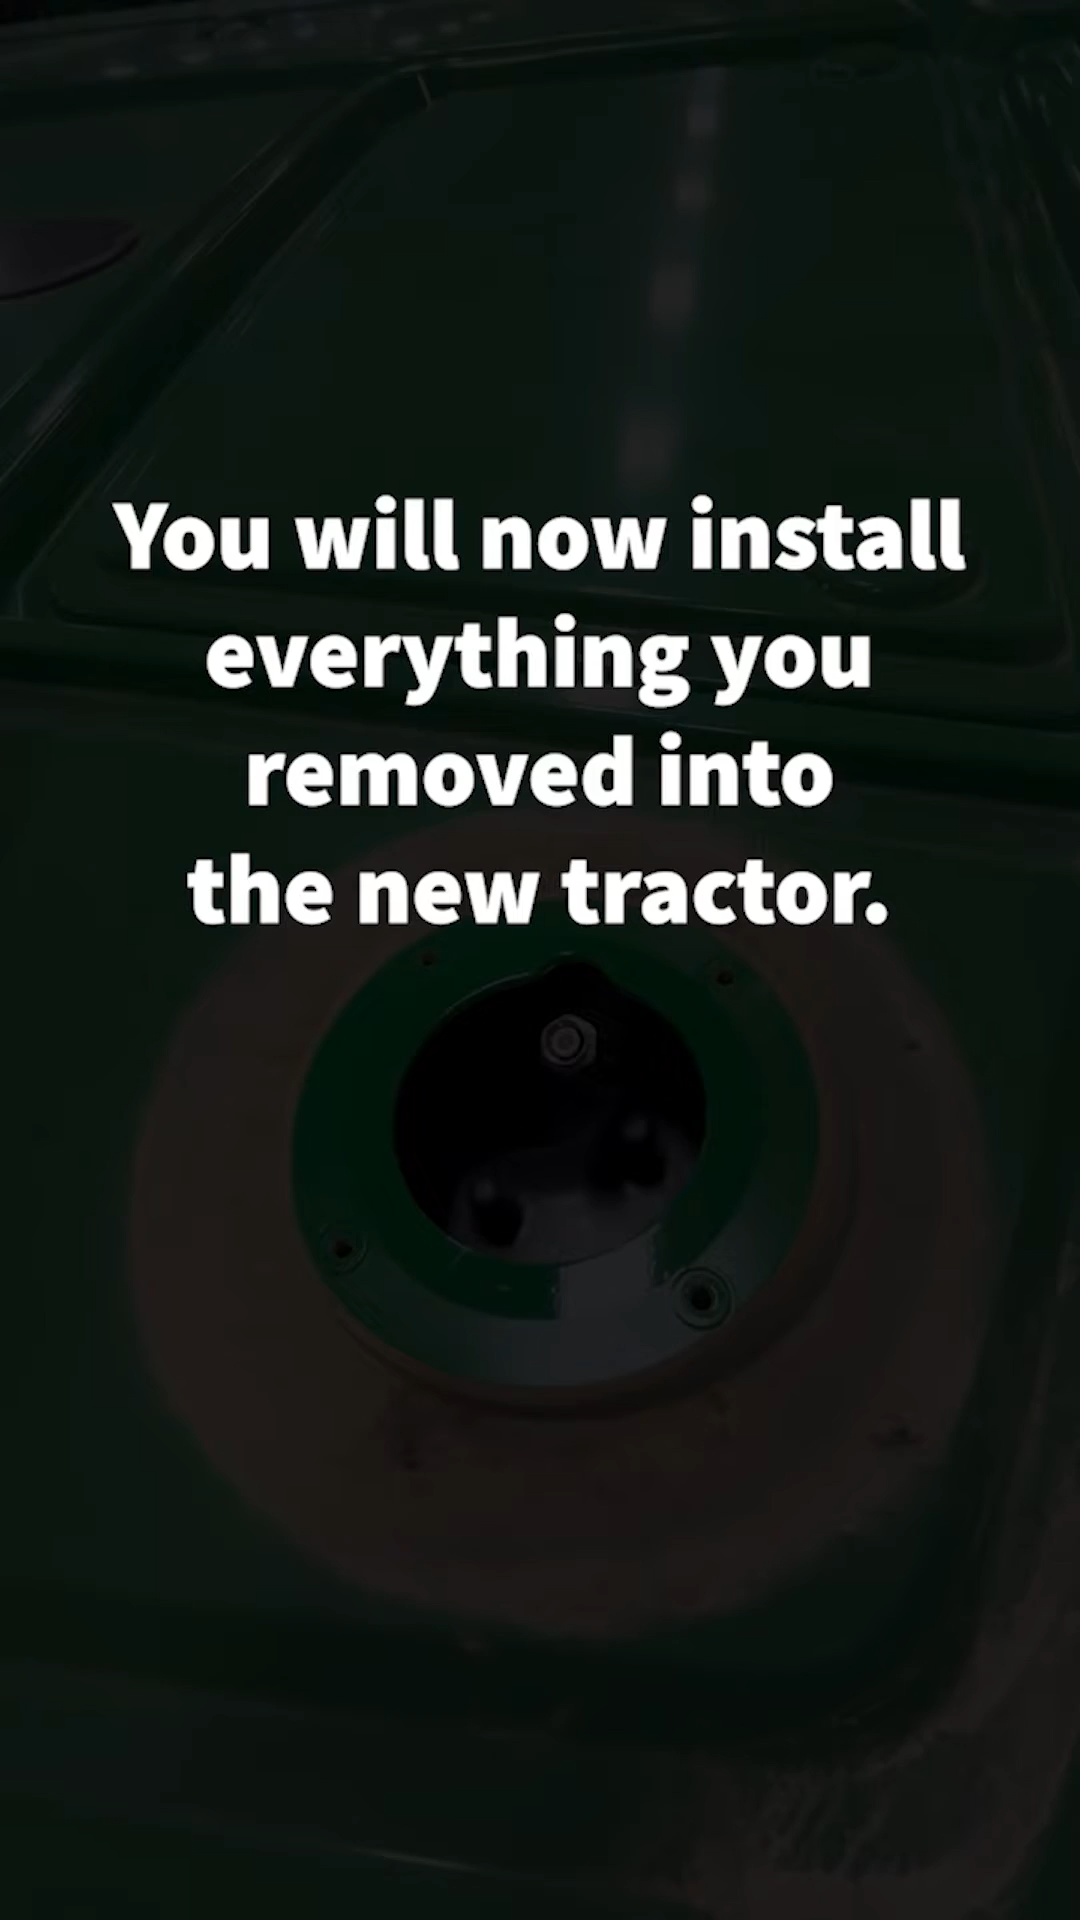 You will now install
everything you
removed into
the new tractor.